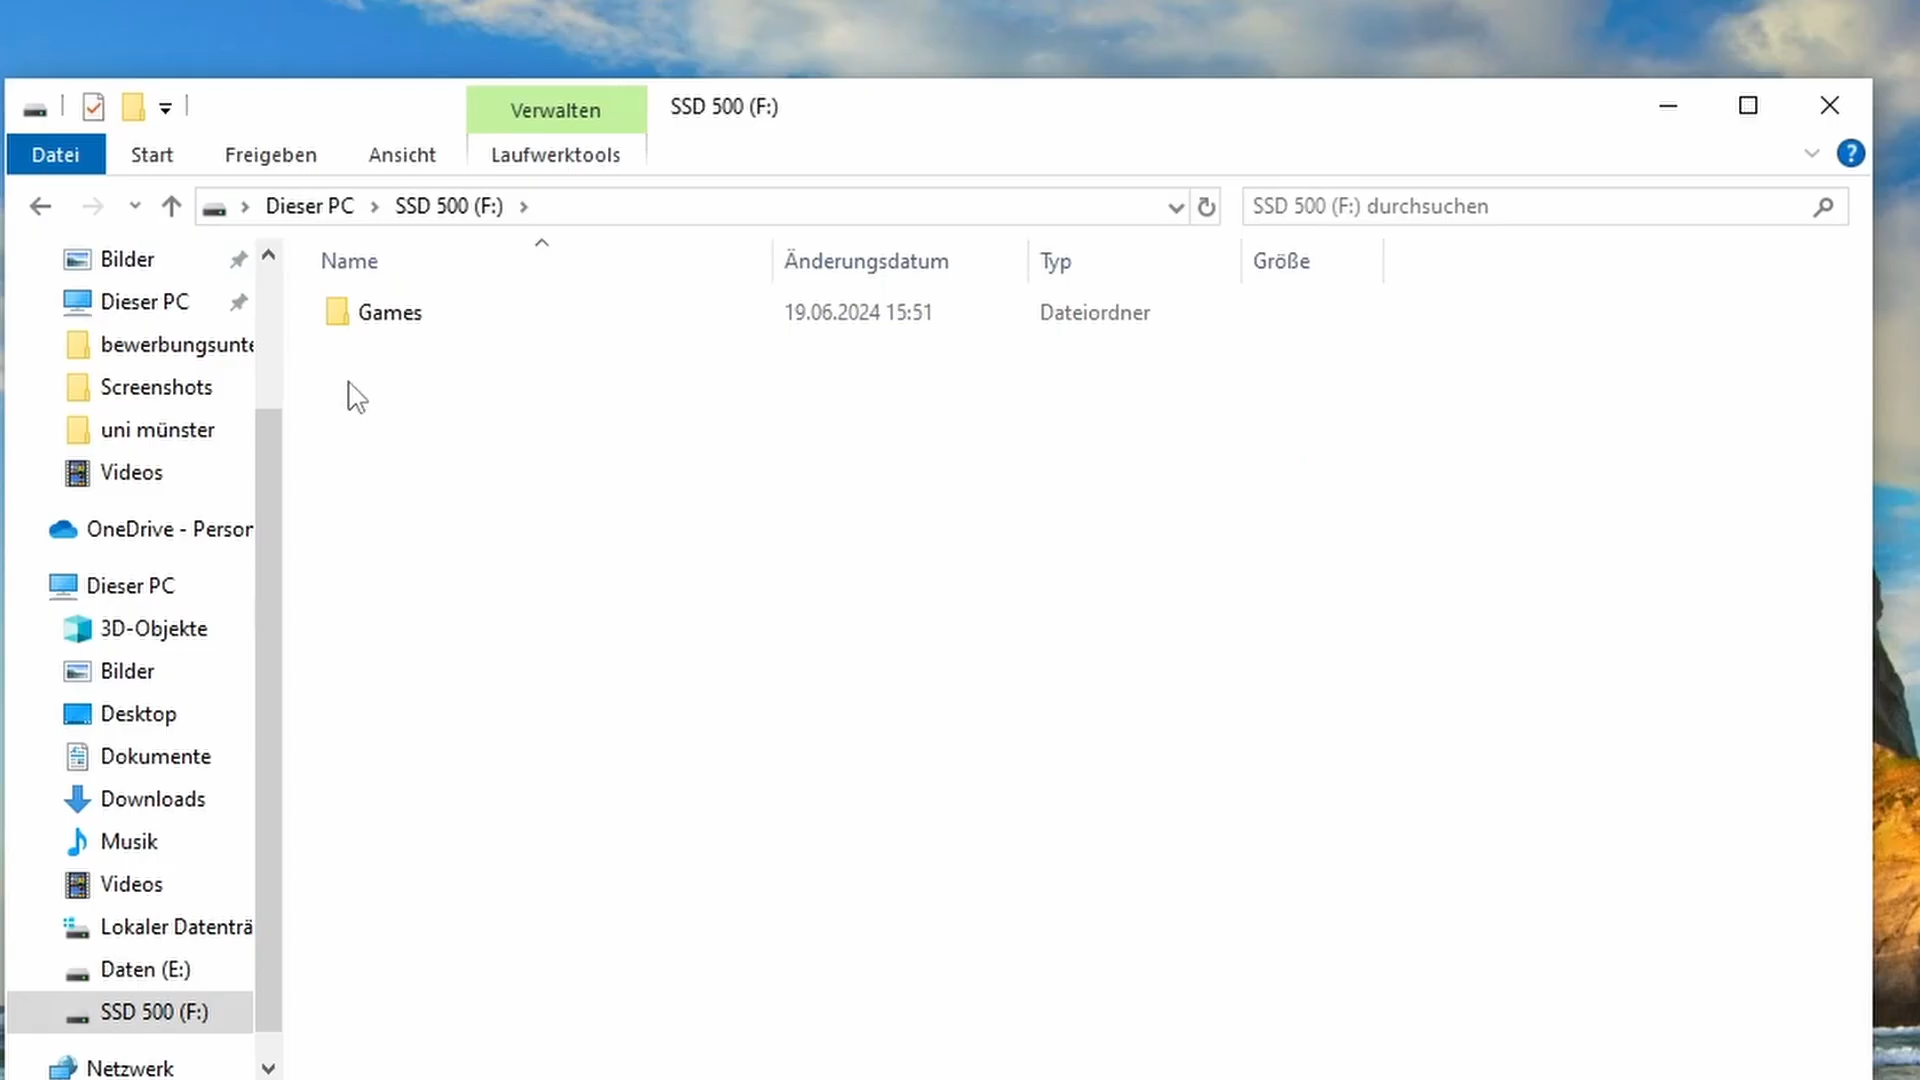 Verwalten
SSD 500 (F:)
Datei
Start
Freigeben
Ansicht
Laufwerktools
?
Dieser PC
SSD 500 (F:)
SSD 500 (F:) durchsuchen
Name
Änderungsdatum
Typ
Größe
Games
19.06.2024 15:51
Dateiordner
Bilder
Dieser PC
bewerbungsunte
Screenshots
uni münster
Videos
OneDrive - Person
Dieser PC
3D-Objekte
Bilder
Desktop
Dokumente
Downloads
Musik
Videos
Lokaler Datenträ
Daten (E:)
SSD 500 (F:)
Netzwerk